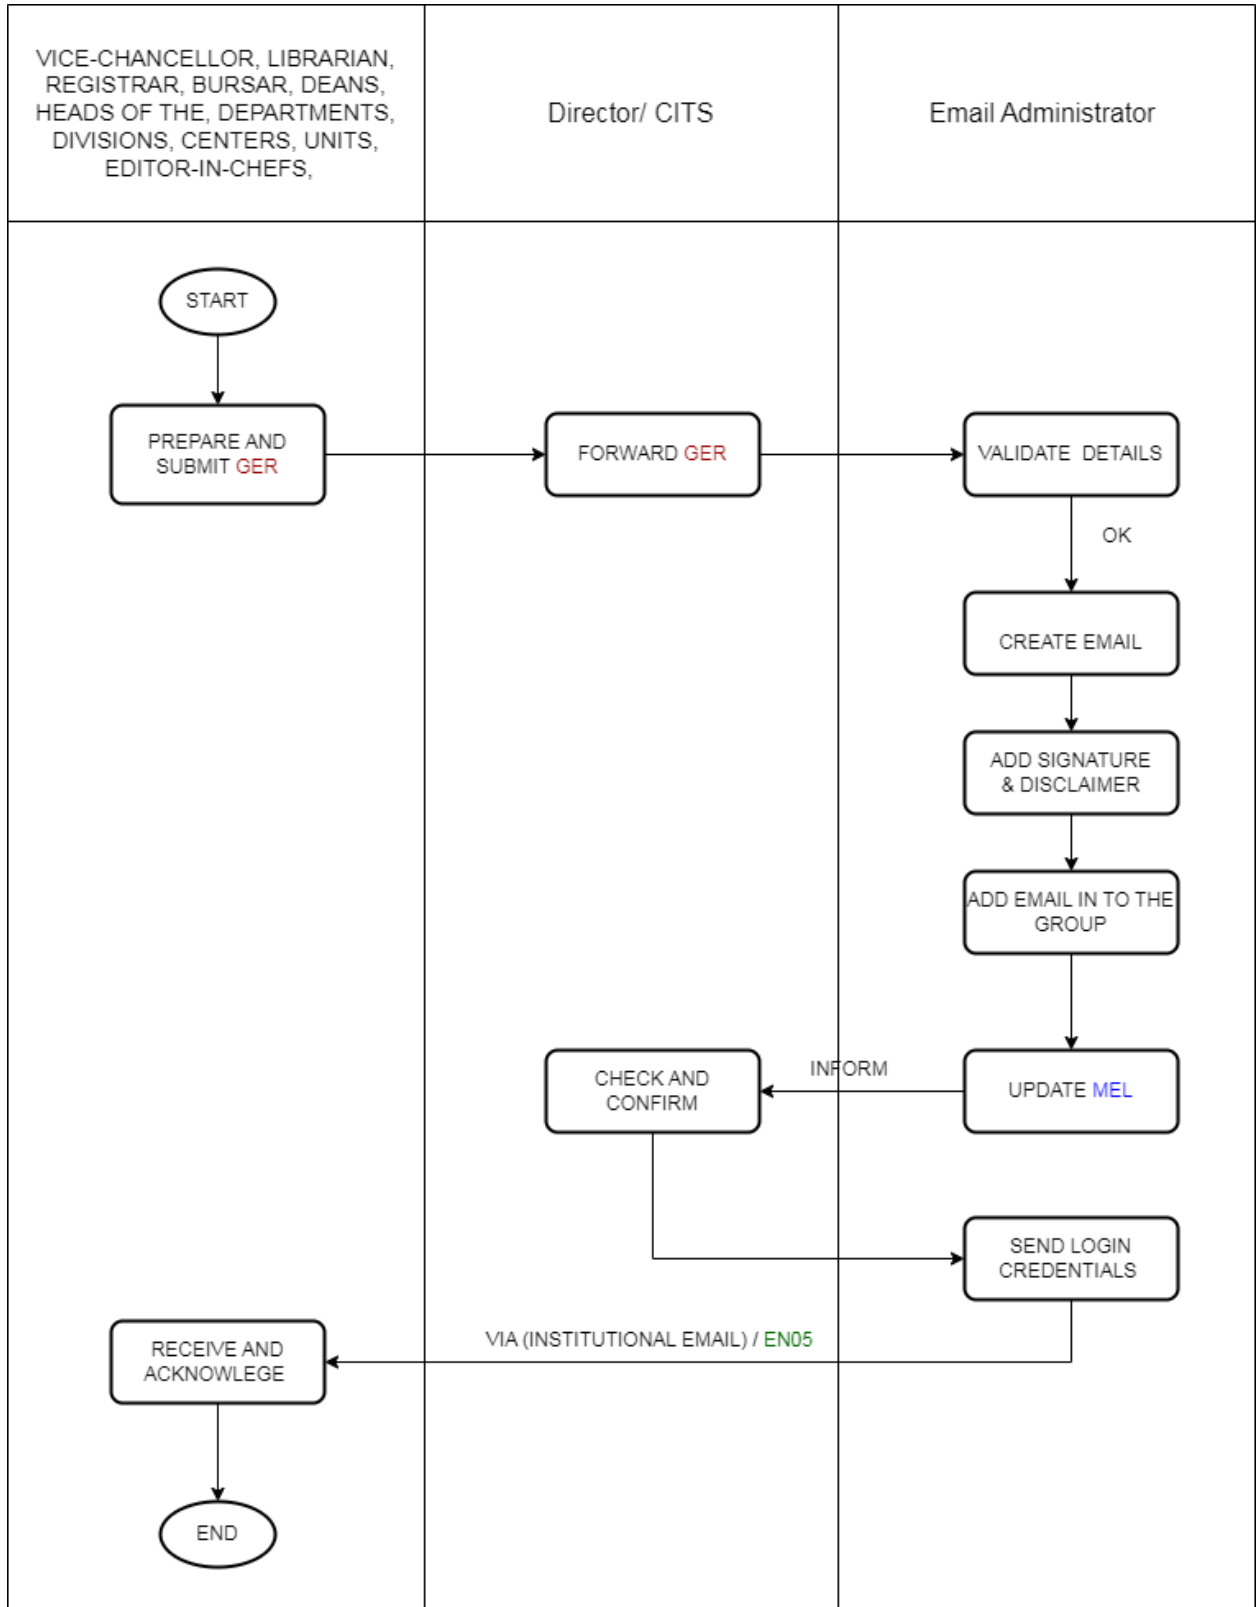 VICE-CHANCELLOR, LIBRARIAN,
REGISTRAR, BURSAR, DEANS,
HEADS OF THE, DEPARTMENTS,
DIVISIONS, CENTERS, UNITS,
EDITOR-IN-CHEFS,
Director/ CITS
Email Administrator
START
PREPARE AND
SUBMIT GER
FORWARD GER
VALIDATE DETAILS
OK
CREATE EMAIL
ADD SIGNATURE
& DISCLAIMER
ADD EMAIL IN TO THE
GROUP
UPDATE MEL
INFORM
CHECK AND
CONFIRM
SEND LOGIN
CREDENTIALS
VIA (INSTITUTIONAL EMAIL) / EN05
RECEIVE AND
ACKNOWLEGE
END